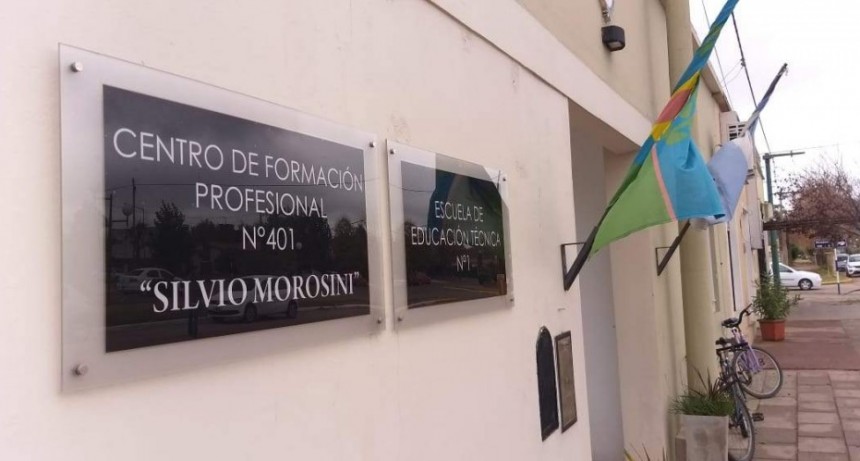 CENTRO DE FORMACIÓN
PROFESIONAL
N°401
"SILVIO MOROSINI"
ESCUELA DE
EDUCACIÓN TÉCNICA
N°1